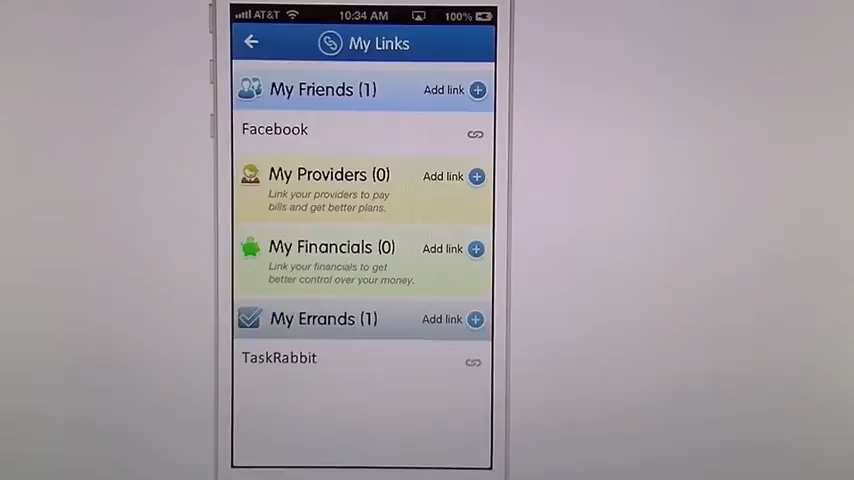 AT&T 10:34 AM 100%
My Links
My Friends (1) Add link
Facebook
My Providers (0) Add link
Link your providers to pay
bills and get better plans.
My Financials (0) Add link
Link your financials to get
better control over your money.
My Errands (1) Add link
TaskRabbit